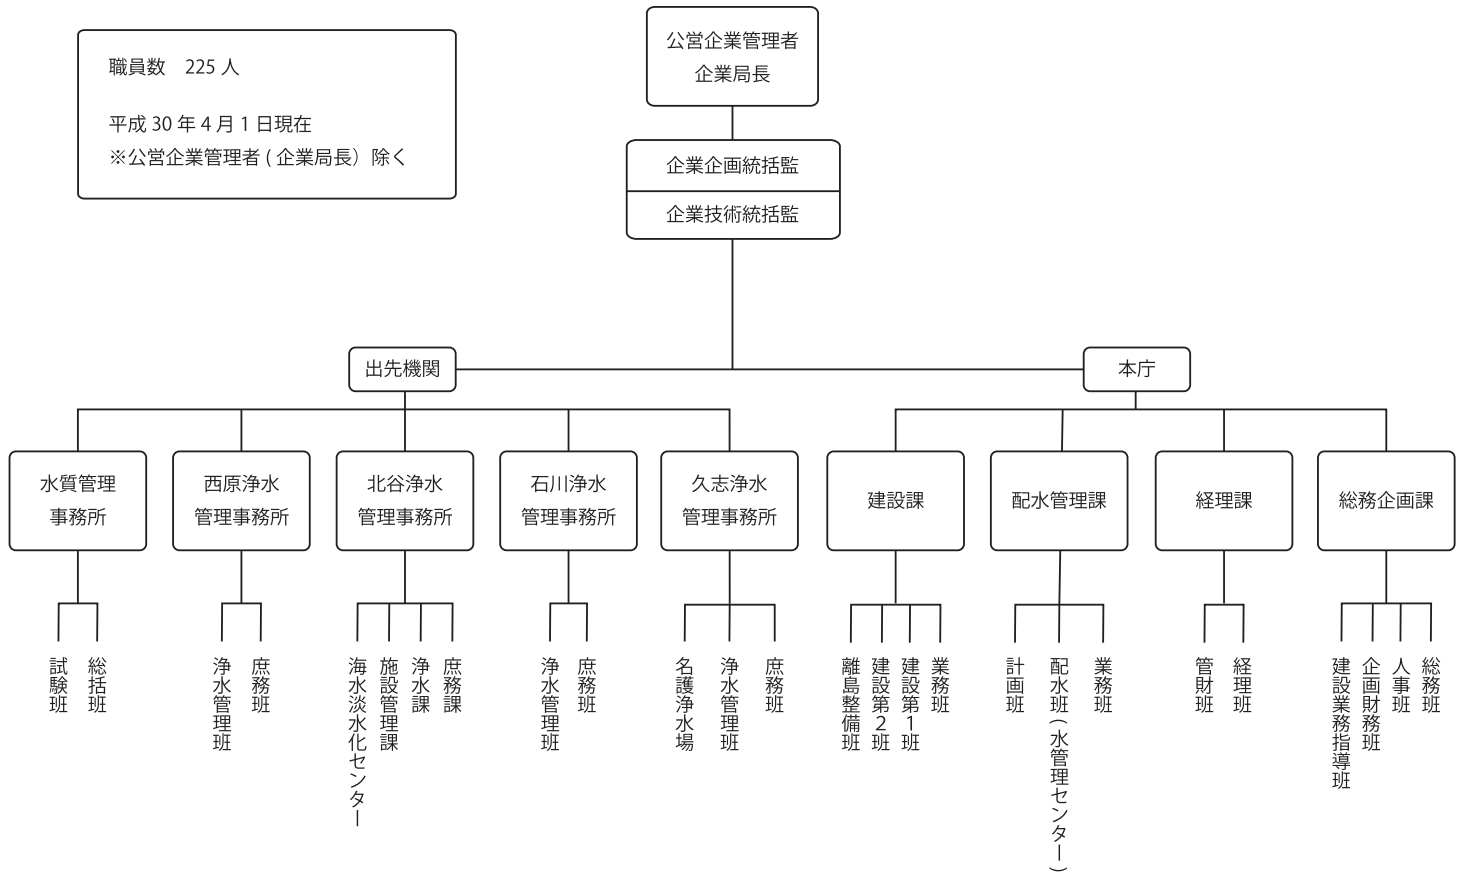 職員数　225 人
平成 30 年 4 月 1 日現在
※公営企業管理者 ( 企業局長）除く
公営企業管理者
企業局長
企業企画統括監
企業技術統括監
出先機関
本庁
水質管理
事務所
西原浄水
管理事務所
北谷浄水
管理事務所
石川浄水
管理事務所
久志浄水
管理事務所
建設課
配水管理課
経理課
総務企画課
試験班
総括班
浄水管理班
庶務班
海水淡水化センター
施設管理課
浄水課
庶務課
浄水管理班
庶務班
名護浄水場
浄水管理班
庶務班
離島整備班
建設第２班
建設第１班
業務班
計画班
配水班(水管理センター)
業務班
管財班
経理班
建設業務指導班
企画財務班
人事班
総務班